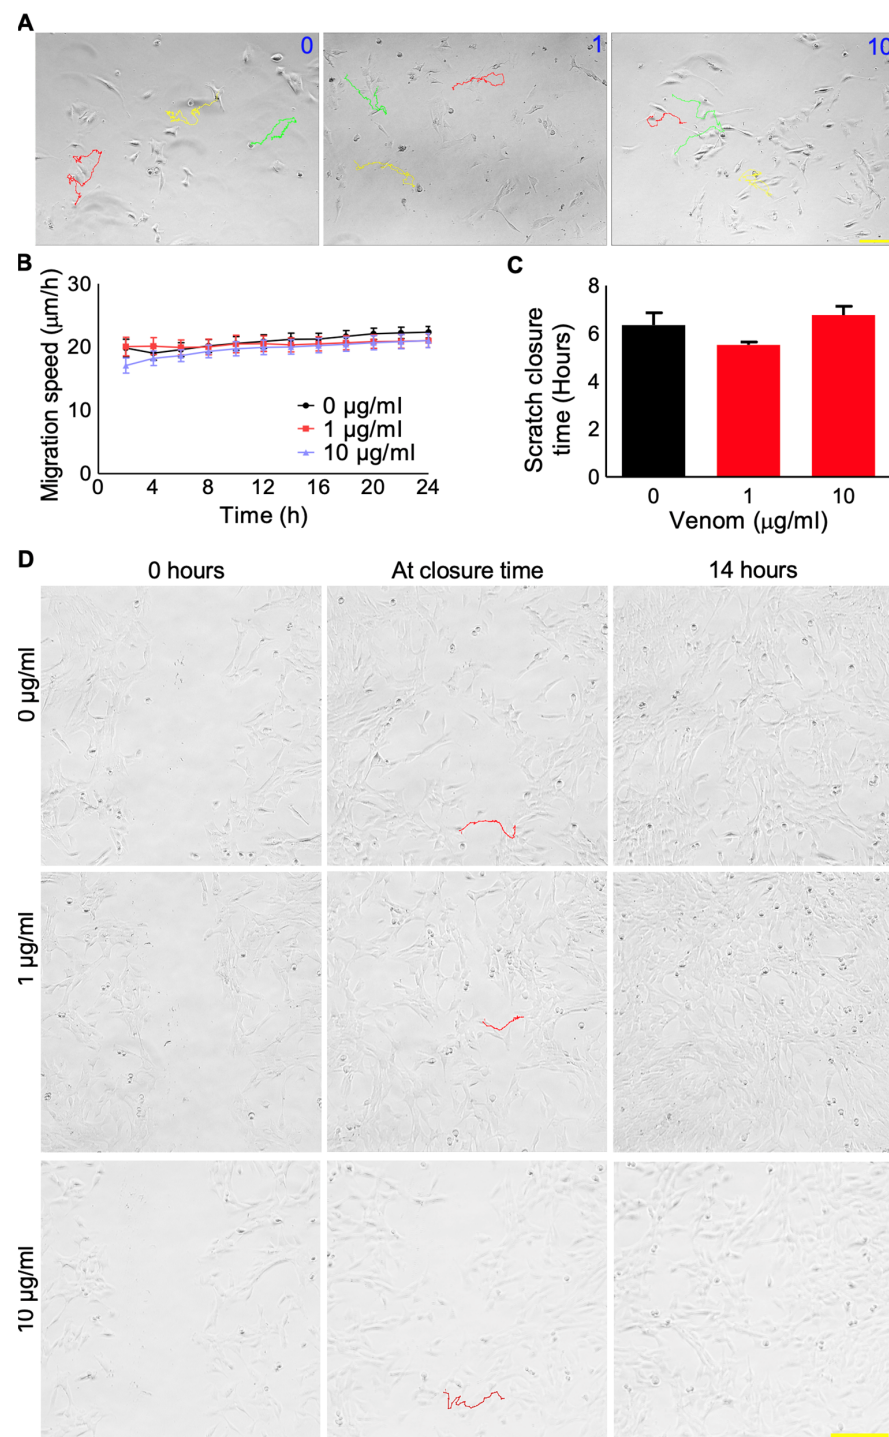 A
0
1
10
B
Migration speed (μm/h)
30
20
10
0
0 μg/ml
1 μg/ml
10 μg/ml
0
4
8
12
16
20
24
Time (h)
C
Scratch closure
time (Hours)
8
6
4
2
0
0
1
10
Venom (μg/ml)
D
0 hours
At closure time
14 hours
0 μg/ml
1 μg/ml
10 μg/ml